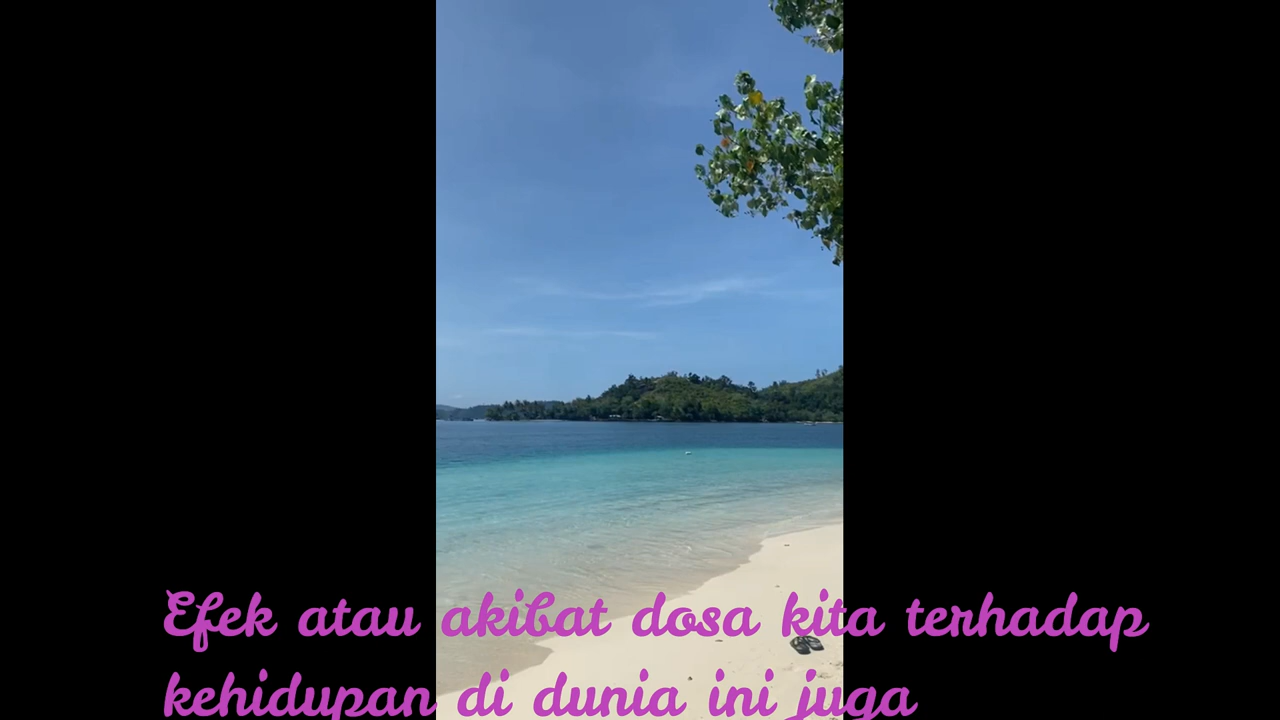 Efek atau akibat dosa kita terhadap
kehidupan di dunia ini juga